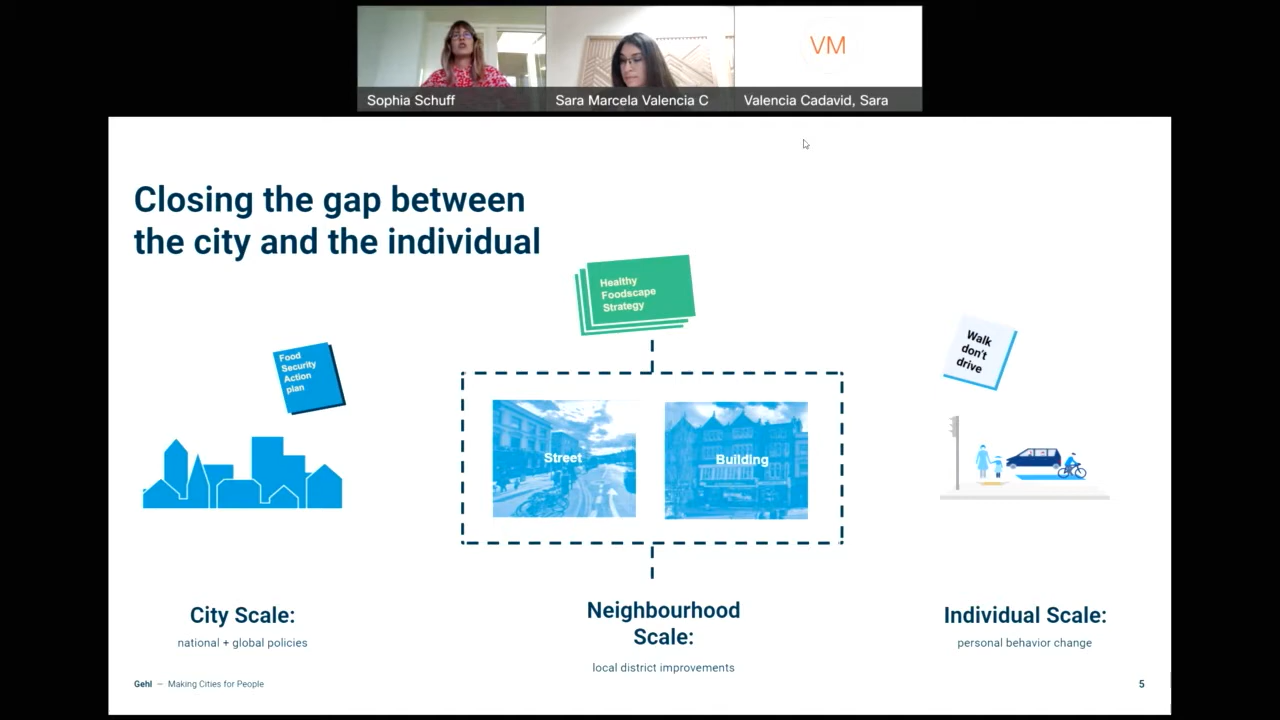 VM
Sophia Schuff
Sara Marcela Valencia C
Valencia Cadavid, Sara
Closing the gap between
the city and the individual
Healthy
Foodscape
Strategy
Food
Security
Action
plan
Walk
don't
drive
Street
Building
City Scale:
national + global policies
Neighbourhood
Scale:
local district improvements
Individual Scale:
personal behavior change
Gehl — Making Cities for People
5